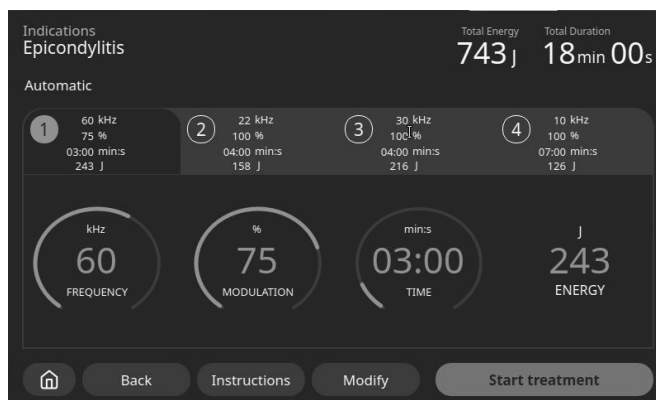 Indications
Epicondylitis
Total Energy
743 J
Total Duration
18 min 00 s
Automatic
1
60 kHz
75 %
03:00 min:s
243 J
2
22 kHz
100 %
04:00 min:s
158 J
3
30 kHz
100 %
04:00 min:s
216 J
4
10 kHz
100 %
07:00 min:s
126 J
kHz
60
FREQUENCY
%
75
MODULATION
min:s
03:00
TIME
J
243
ENERGY
Back
Instructions
Modify
Start treatment